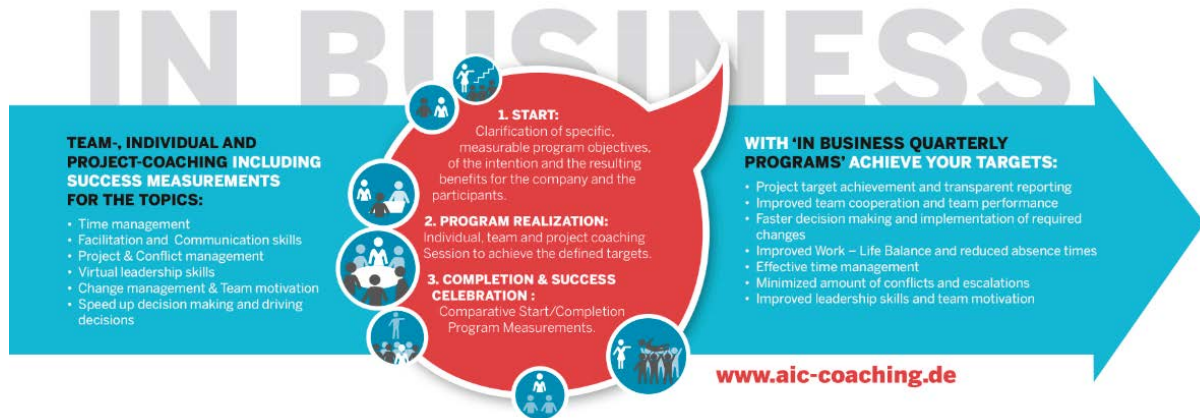 IN BUSINESS
TEAM-, INDIVIDUAL AND
PROJECT-COACHING INCLUDING
SUCCESS MEASUREMENTS
FOR THE TOPICS:
• Time management
• Facilitation and Communication skills
• Project & Conflict management
• Virtual leadership skills
• Change management & Team motivation
• Speed up decision making and driving
decisions
1. START:
Clarification of specific,
measurable program objectives,
of the intention and the resulting
benefits for the company and the
participants.
2. PROGRAM REALIZATION:
Individual, team and project coaching
Session to achieve the defined targets.
3. COMPLETION & SUCCESS
CELEBRATION :
Comparative Start/Completion
Program Measurements.
WITH ‘IN BUSINESS QUARTERLY
PROGRAMS’ ACHIEVE YOUR TARGETS:
• Project target achievement and transparent reporting
• Improved team cooperation and team performance
• Faster decision making and implementation of required
changes
• Improved Work – Life Balance and reduced absence times
• Effective time management
• Minimized amount of conflicts and escalations
• Improved leadership skills and team motivation
www.aic-coaching.de